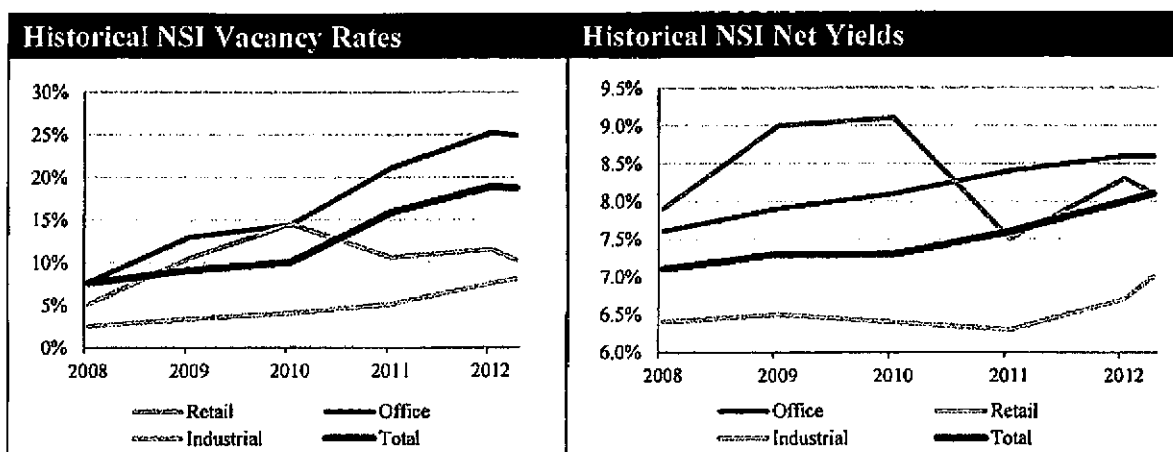 Historical NSI Vacancy Rates
30%
25%
20%
15%
10%
5%
0%
2008 2009 2010 2011 2012
Retail Office
Industrial Total
Historical NSI Net Yields
9.5%
9.0%
8.5%
8.0%
7.5%
7.0%
6.5%
6.0%
2008 2009 2010 2011 2012
Office Retail
Industrial Total